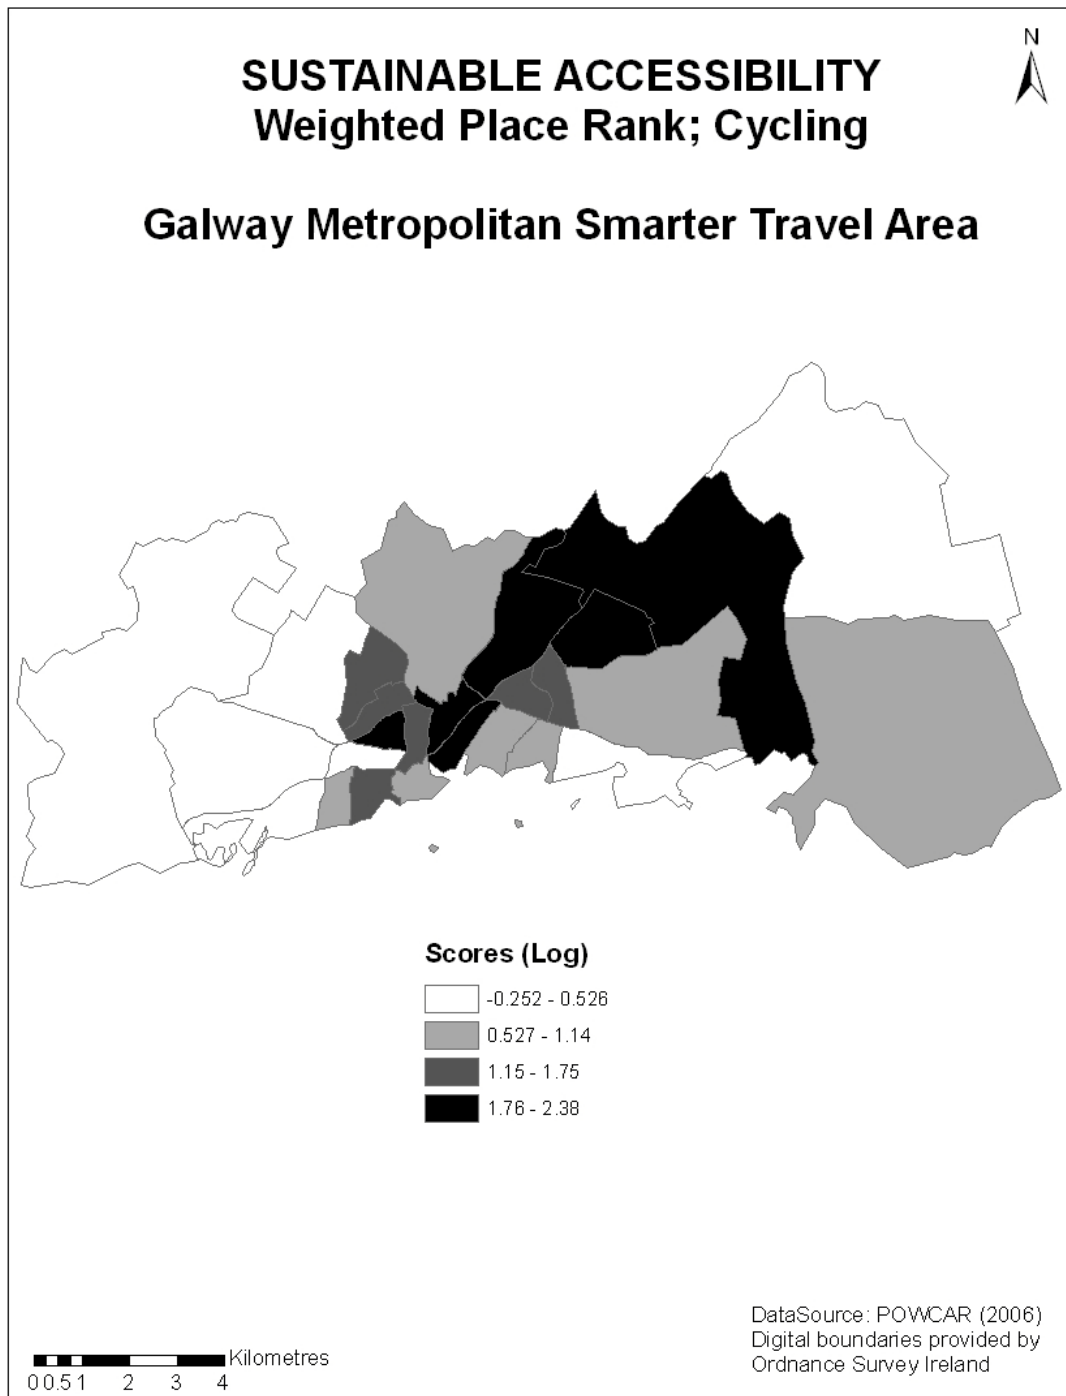 N
SUSTAINABLE ACCESSIBILITY
Weighted Place Rank; Cycling
Galway Metropolitan Smarter Travel Area
Scores (Log)
-0.252 - 0.526
0.527 - 1.14
1.15 - 1.75
1.76 - 2.38
DataSource: POWCAR (2006)
Digital boundaries provided by
Ordnance Survey Ireland
Kilometres
0 0.5 1 2 3 4